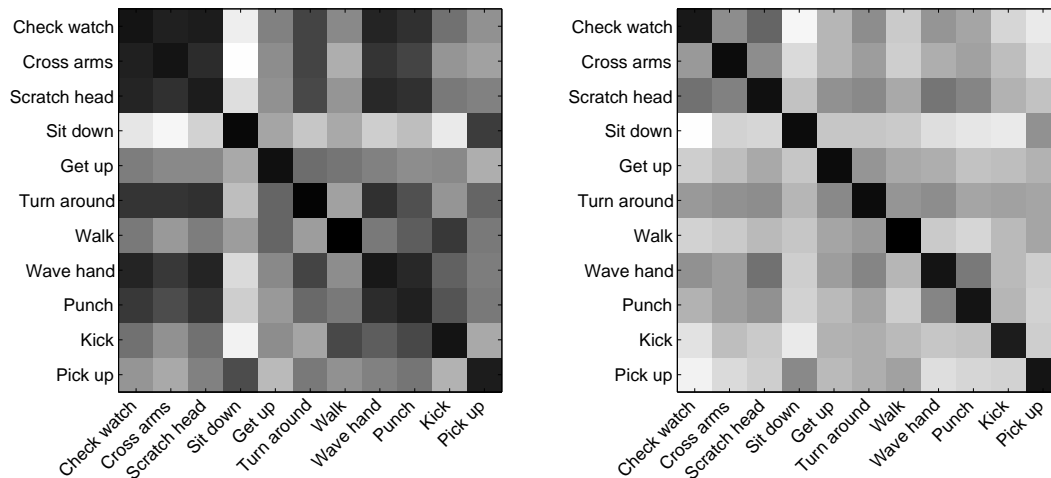 Check watch
Cross arms
Scratch head
Sit down
Get up
Turn around
Walk
Wave hand
Punch
Kick
Pick up
Check watch
Cross arms
Scratch head
Sit down
Get up
Turn around
Walk
Wave hand
Punch
Kick
Pick up
Check watch
Cross arms
Scratch head
Sit down
Get up
Turn around
Walk
Wave hand
Punch
Kick
Pick up
Check watch
Cross arms
Scratch head
Sit down
Get up
Turn around
Walk
Wave hand
Punch
Kick
Pick up